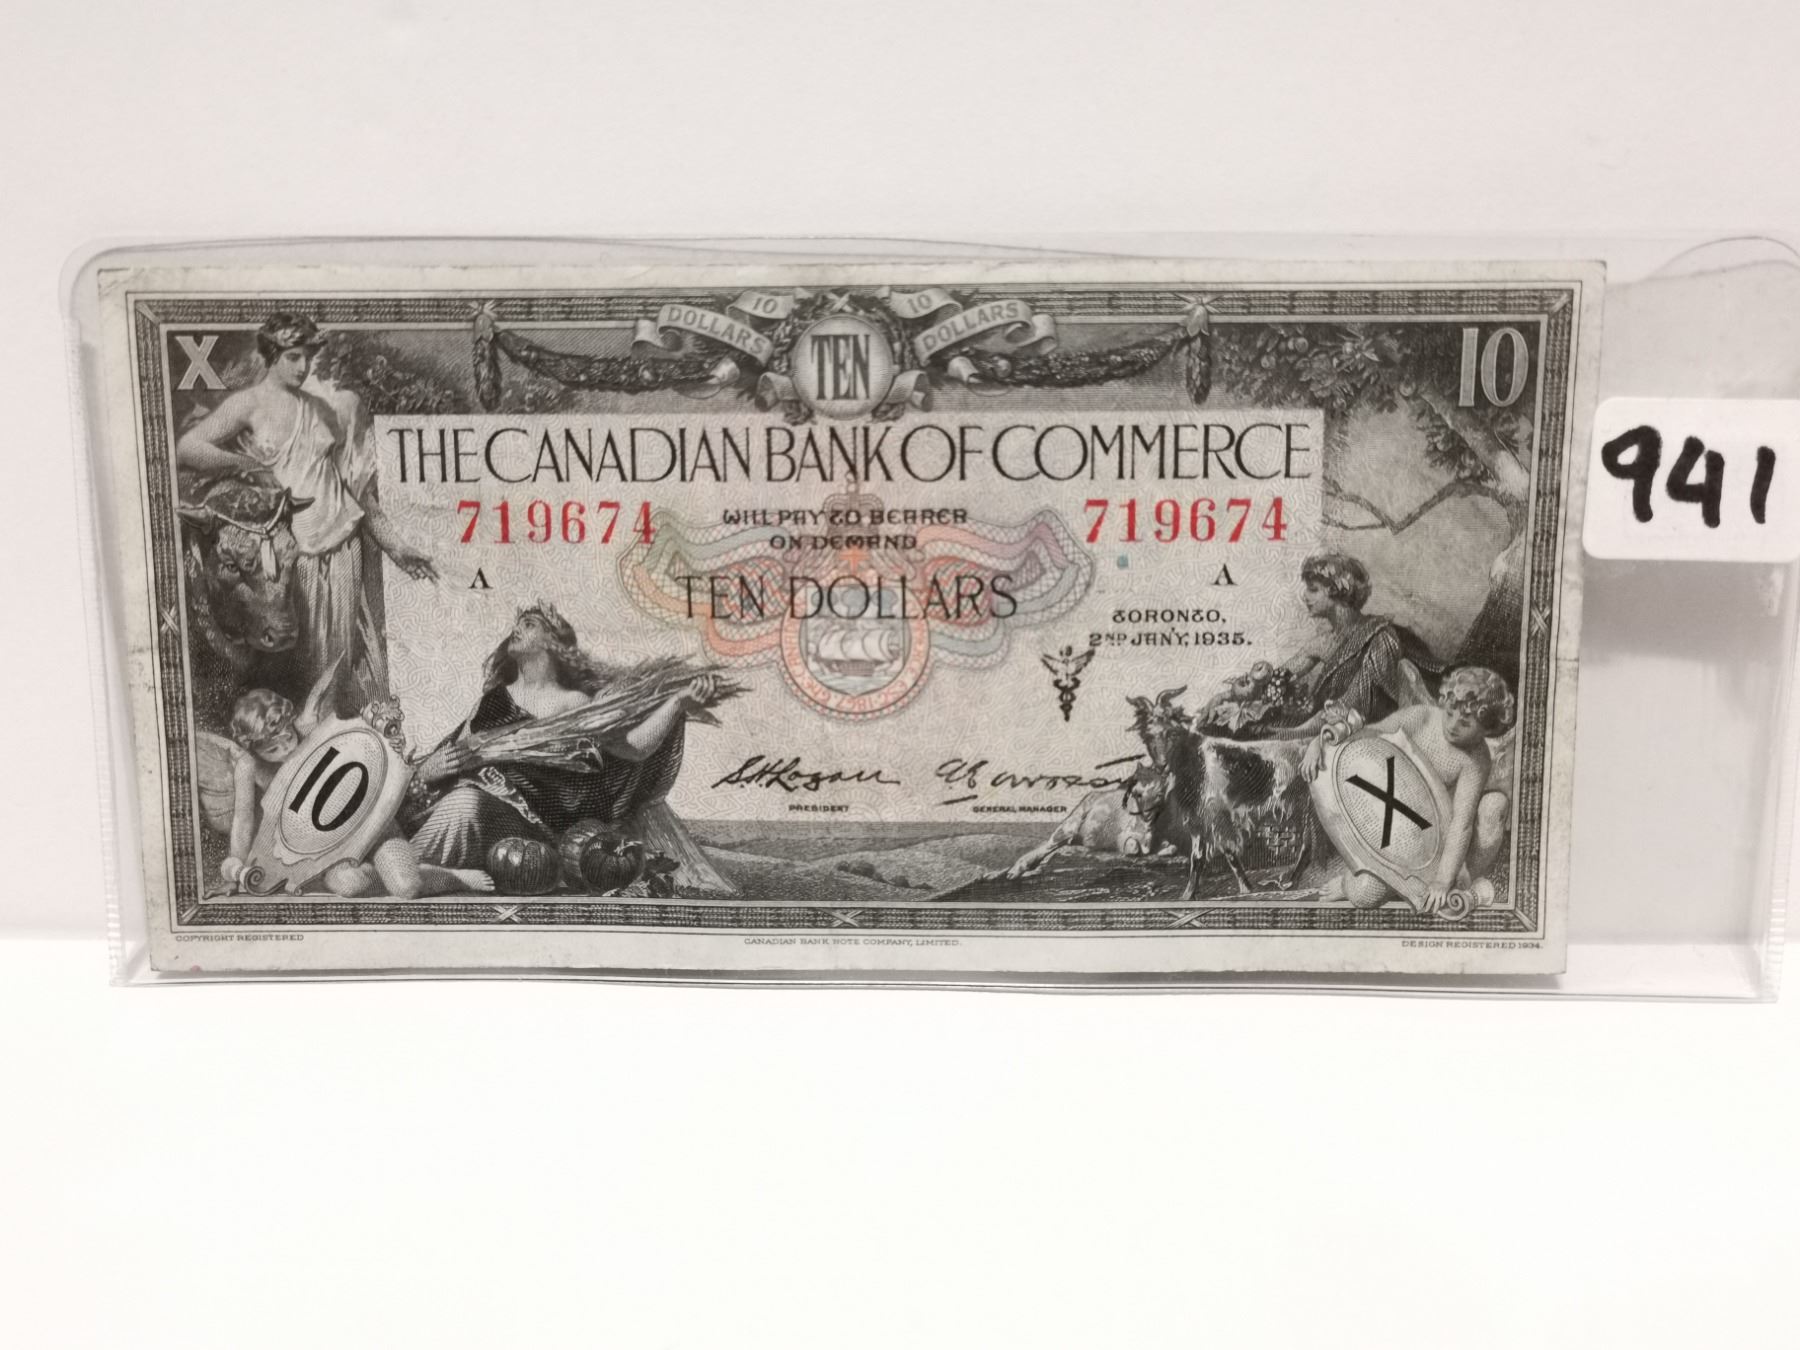 DOLLARS 10 TEN 10 DOLLARS
X 10
THE CANADIAN BANK OF COMMERCE
719674 719674
WILL PAY TO BEARER
ON DEMAND
A A
TEN DOLLARS
TORONTO,
2ND JAN'Y, 1935.
S.H.Logan
PRESIDENT GENERAL MANAGER
10 X
COPYRIGHT REGISTERED CANADIAN BANK NOTE COMPANY, LIMITED. DESIGN REGISTERED 1934.
941